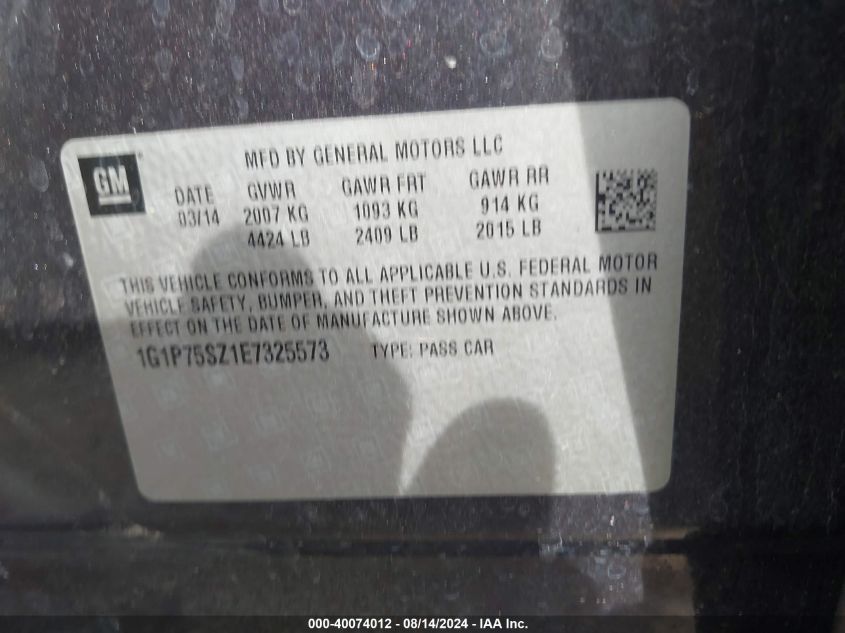 MFD BY GENERAL MOTORS LLC
GM
DATE GVWR GAWR FRT GAWR RR
03/14 2007 KG 1093 KG 914 KG
4424 LB 2409 LB 2015 LB
THIS VEHICLE CONFORMS TO ALL APPLICABLE U.S. FEDERAL MOTOR
VEHICLE SAFETY, BUMPER, AND THEFT PREVENTION STANDARDS IN
EFFECT ON THE DATE OF MANUFACTURE SHOWN ABOVE.
1G1P75SZ1E7325573 TYPE: PASS CAR
000-40074012 - 08/14/2024 - IAA Inc.